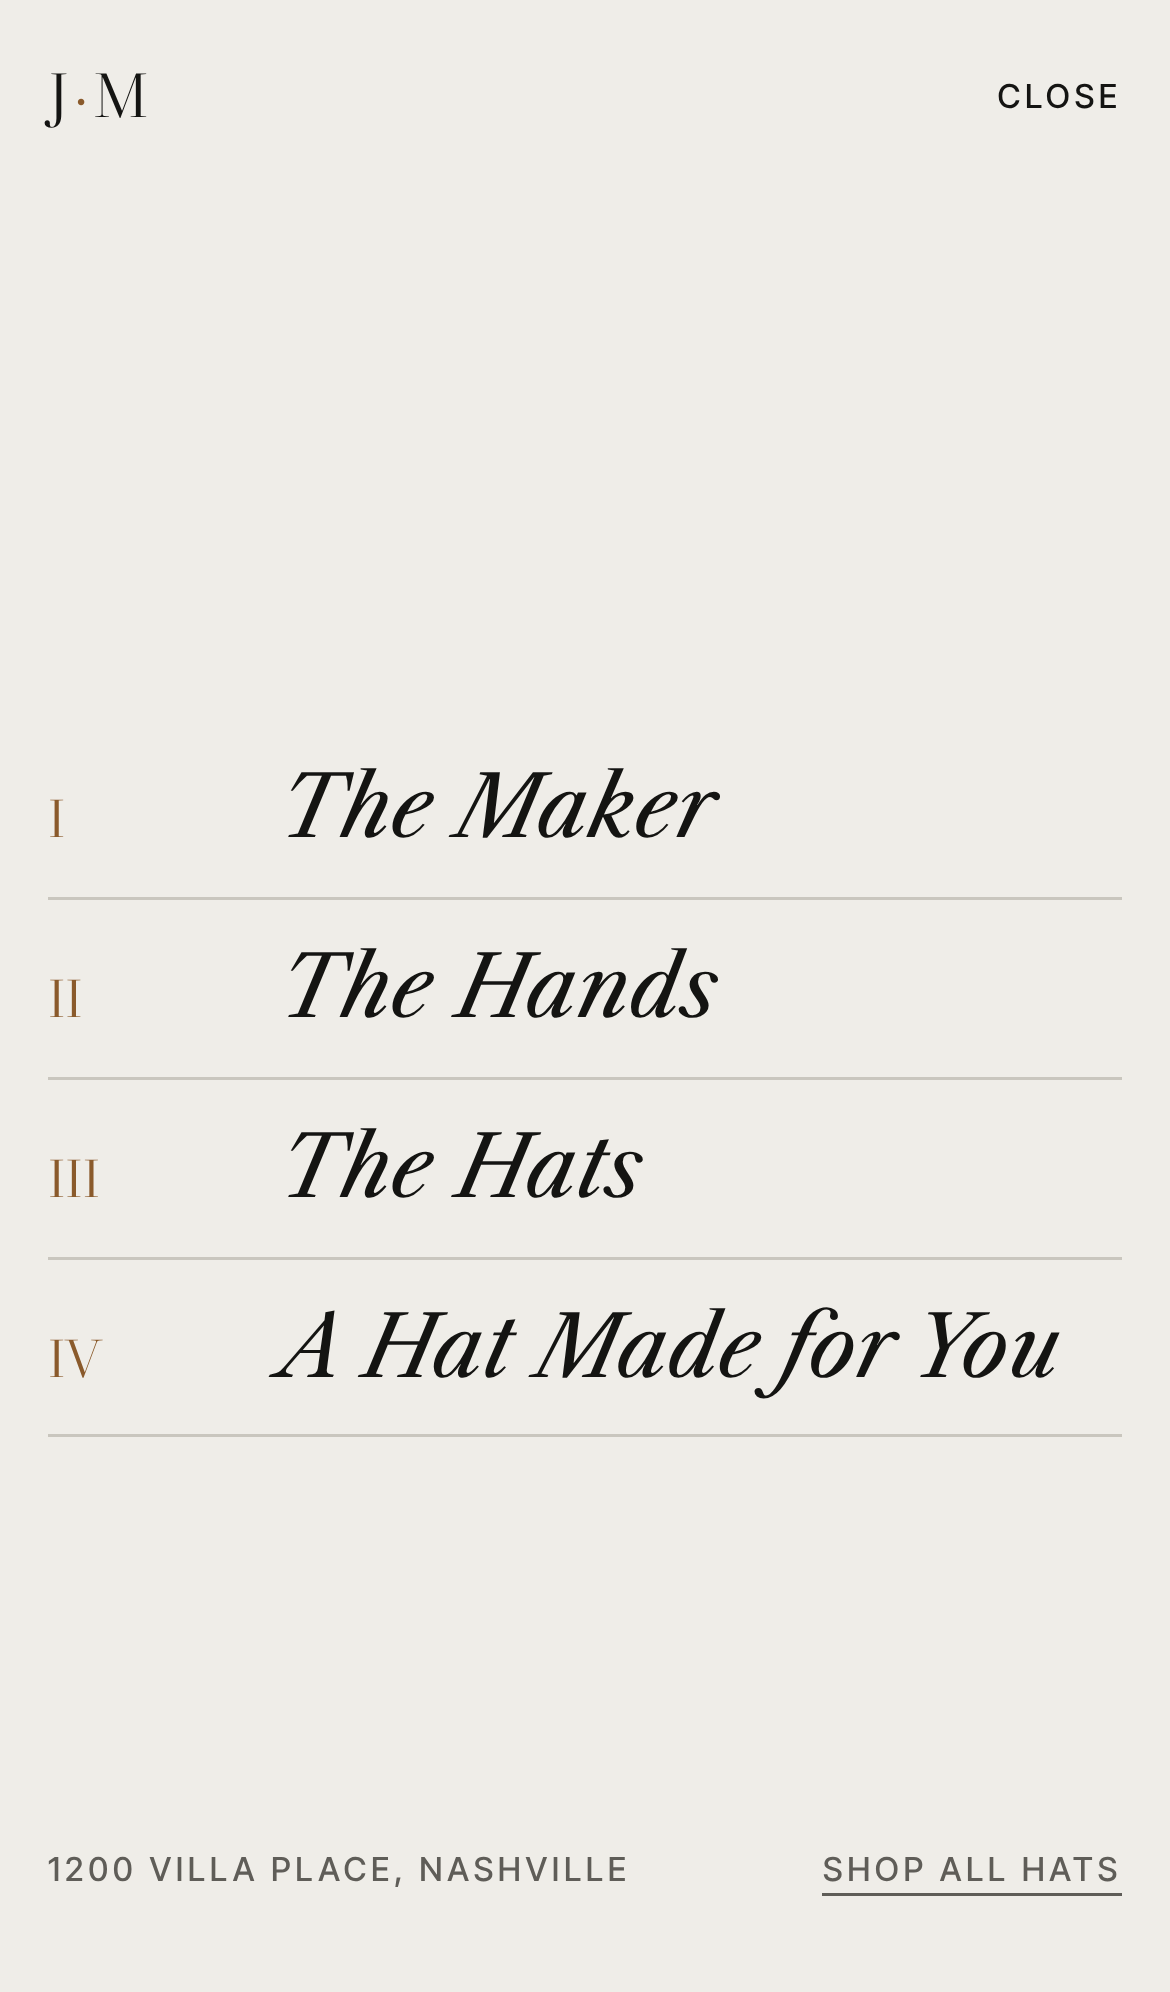 J·M
CLOSE
I The Maker
II The Hands
III The Hats
IV A Hat Made for You
1200 VILLA PLACE, NASHVILLE
SHOP ALL HATS